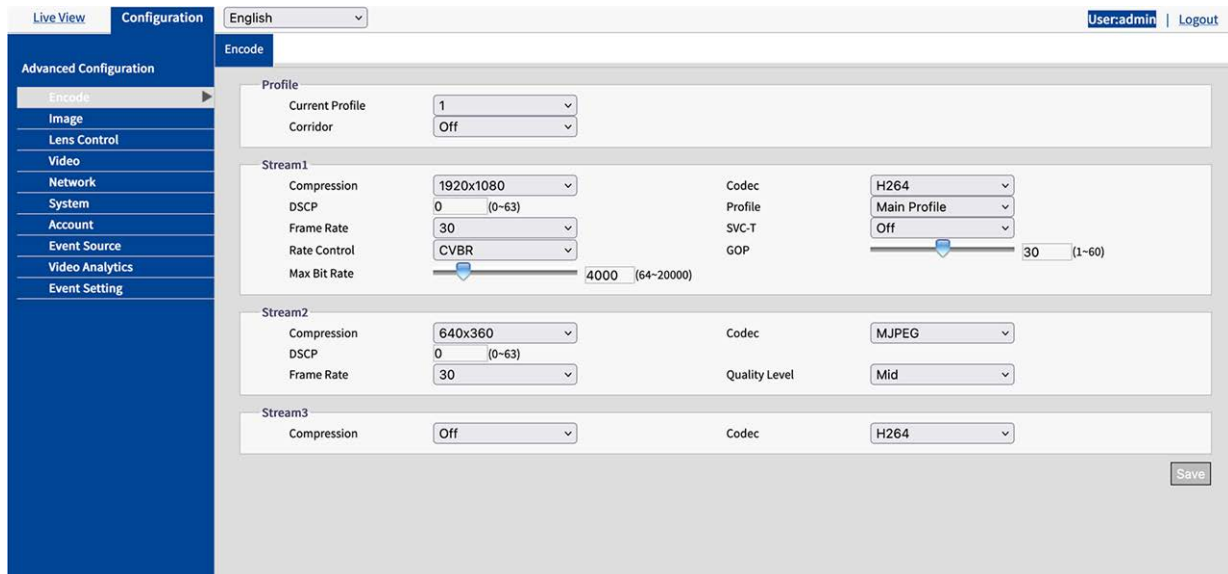 Live View Configuration English User:admin | Logout
Advanced Configuration
Encode
Image
Lens Control
Video
Network
System
Account
Event Source
Video Analytics
Event Setting
Encode
Profile
Current Profile 1
Corridor Off
Stream1
Compression 1920x1080 Codec H264
DSCP 0 (0~63) Profile Main Profile
Frame Rate 30 SVC-T Off
Rate Control CVBR GOP 30 (1~60)
Max Bit Rate 4000 (64~20000)
Stream2
Compression 640x360 Codec MJPEG
DSCP 0 (0~63)
Frame Rate 30 Quality Level Mid
Stream3
Compression Off Codec H264
Save